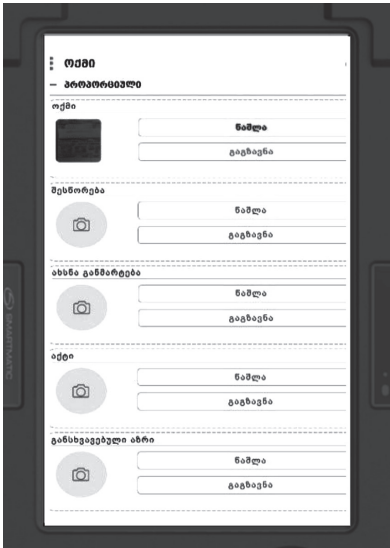 ოქმი
– პროპორციული
ოქმი
წაშლა
გაგზავნა
შესწორება
წაშლა
გაგზავნა
ახსნა განმარტება
წაშლა
გაგზავნა
აქტი
წაშლა
გაგზავნა
განსხვავებული აზრი
წაშლა
გაგზავნა
SMARTMATIC